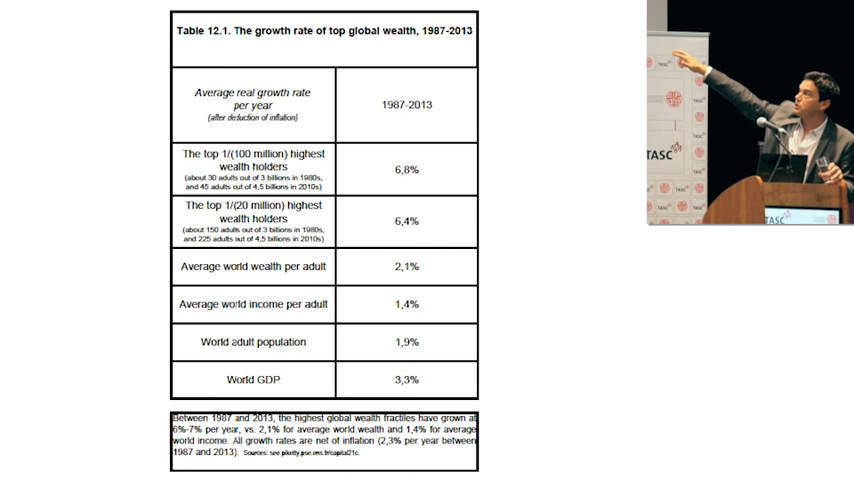 Table 12.1. The growth rate of top global wealth, 1987-2013
Average real growth rate
per year
(after deduction of inflation)
1987-2013
The top 1/(100 million) highest
wealth holders
(about 30 adults out of 3 billions in 1980s,
and 45 adults out of 4,5 billions in 2010s)
6,8%
The top 1/(20 million) highest
wealth holders
(about 150 adults out of 3 billions in 1980s,
and 225 adults out of 4,5 billions in 2010s)
6,4%
Average world wealth per adult
2,1%
Average world income per adult
1,4%
World adult population
1,9%
World GDP
3,3%
Between 1987 and 2013, the highest global wealth fractiles have grown at
6%-7% per year, vs. 2,1% for average world wealth and 1,4% for average
world income. All growth rates are net of inflation (2,3% per year between
1987 and 2013). Sources: see piketty.pse.ens.fr/capital21c.
TASC
TASC
TASC
TASC
TASC
TASC